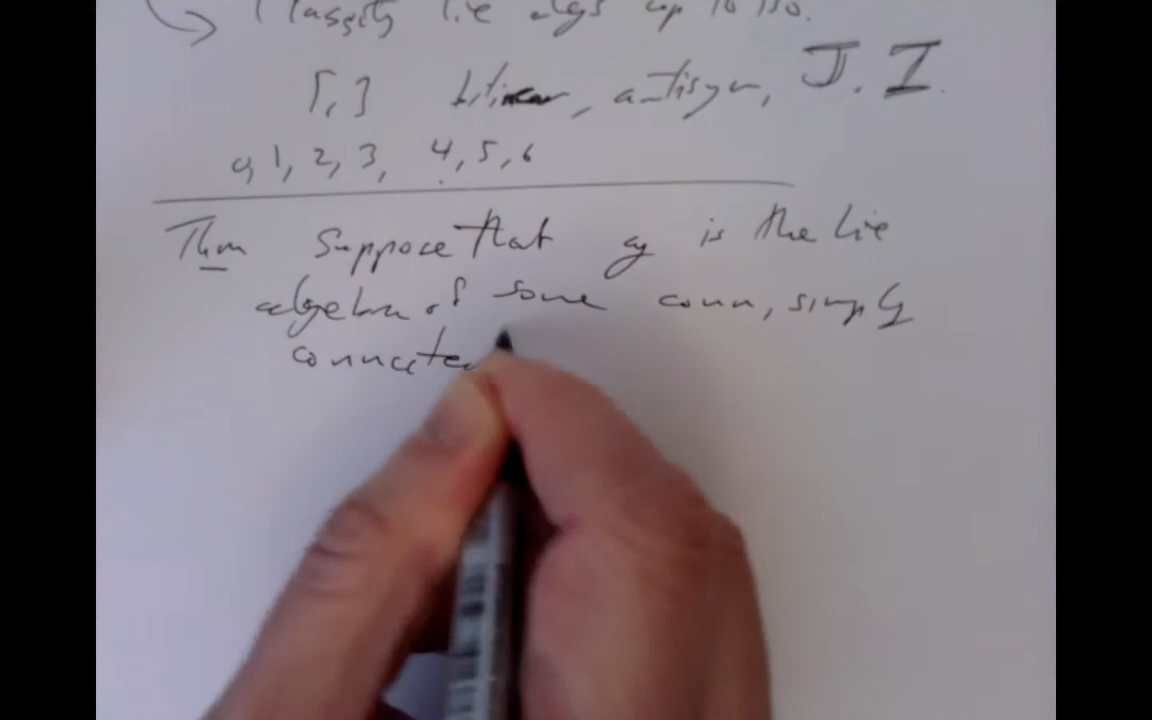 Classify Lie algs up to iso.
[,] bilinear, antisym, J. I.
0, 1, 2, 3, 4, 5, 6
Thm Suppose that g is the Lie
algebra of some conn, simply
connected